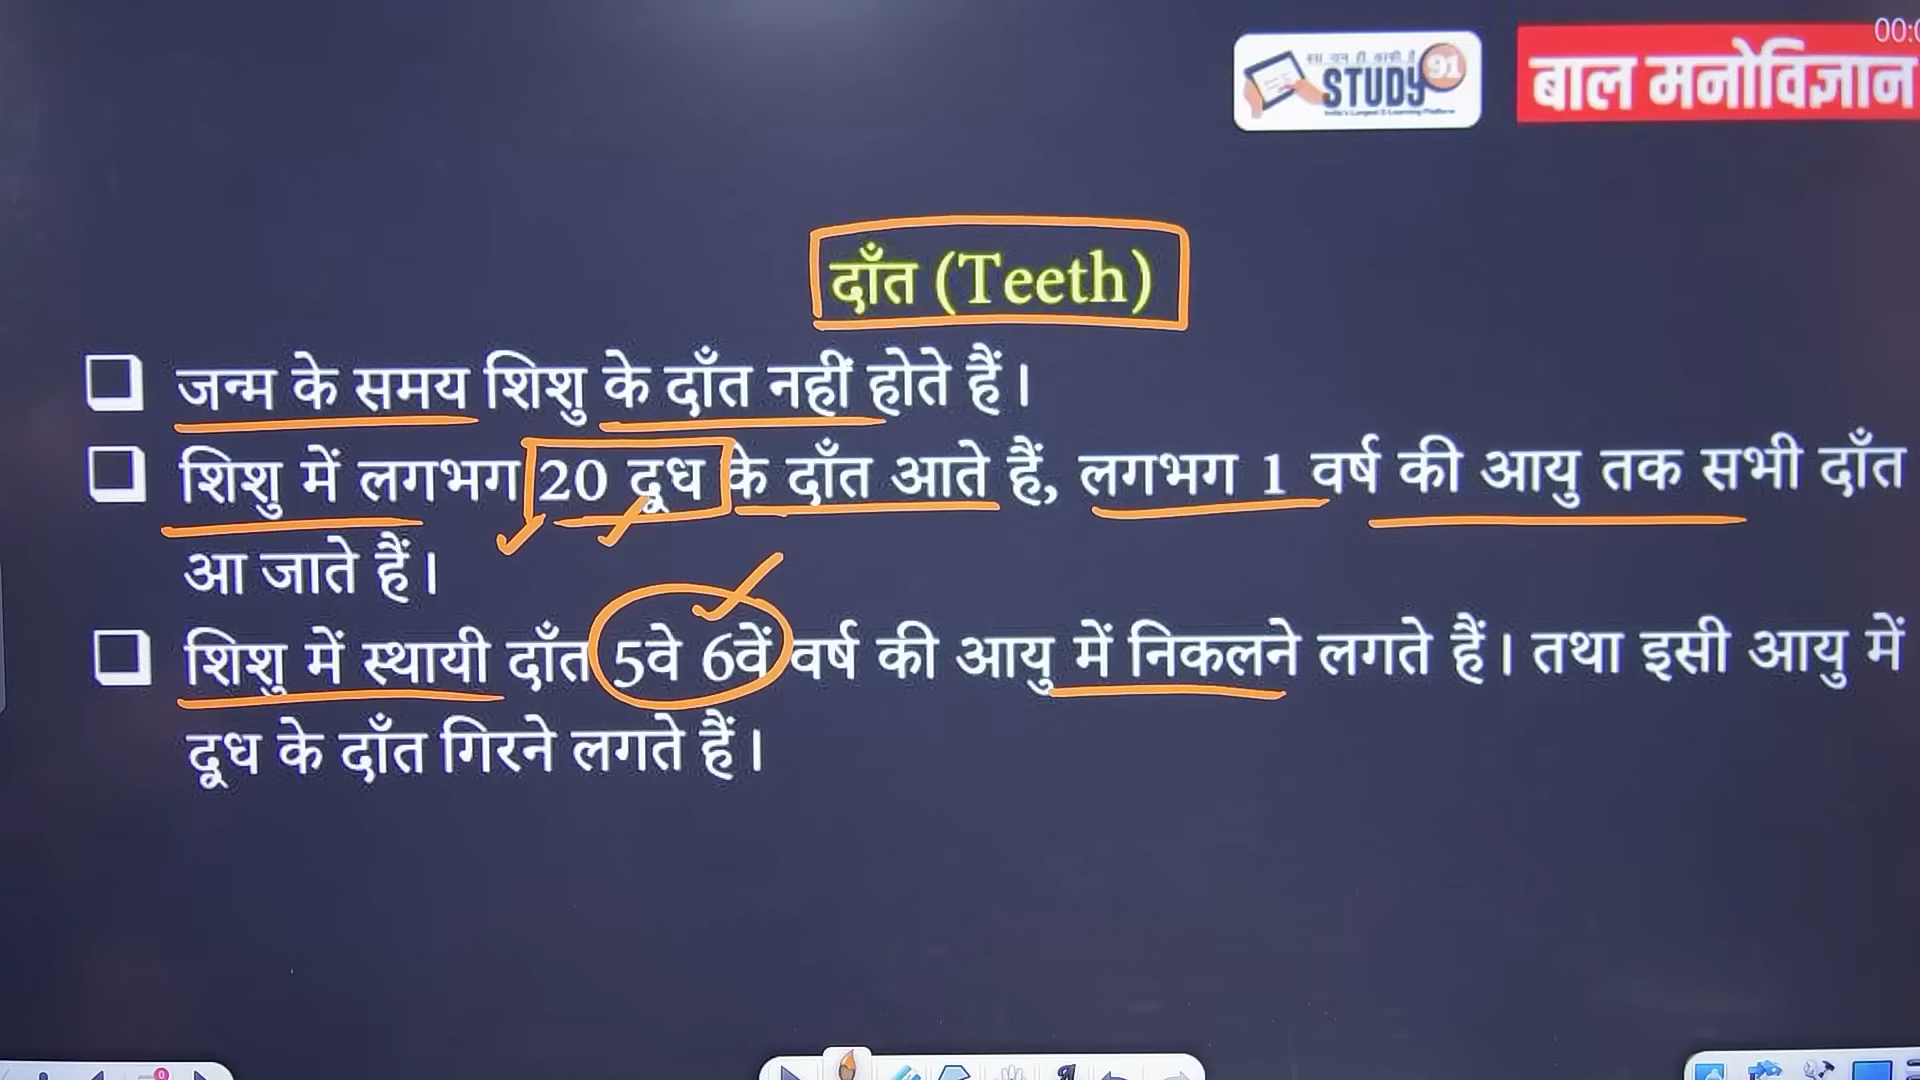 00:
STUDY 91
बाल मनोविज्ञान
दाँत (Teeth)
जन्म के समय शिशु के दाँत नहीं होते हैं।
शिशु में लगभग 20 दूध के दाँत आते हैं, लगभग 1 वर्ष की आयु तक सभी दाँत
आ जाते हैं।
शिशु में स्थायी दाँत 5वे 6वें वर्ष की आयु में निकलने लगते हैं। तथा इसी आयु में
दूध के दाँत गिरने लगते हैं।